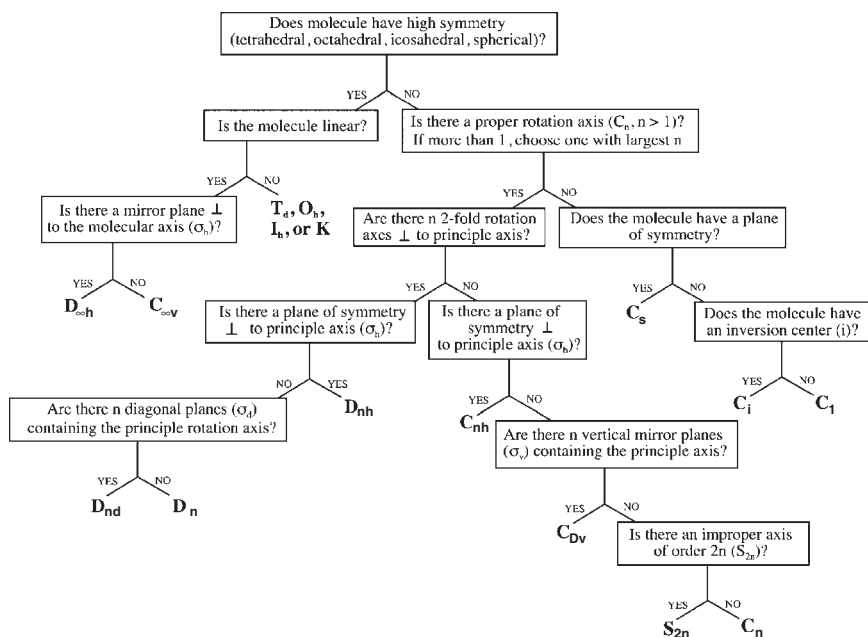 Does molecule have high symmetry
(tetrahedral, octahedral, icosahedral, spherical)?
YES
NO
Is the molecule linear?
Is there a proper rotation axis (Cₙ, n > 1)?
If more than 1, choose one with largest n
YES
NO
YES
NO
Is there a mirror plane ⊥
to the molecular axis (σₕ)?
T_d, Oₕ,
Iₕ, or K
Are there n 2-fold rotation
axes ⊥ to principle axis?
Does the molecule have a plane
of symmetry?
YES
NO
YES
NO
YES
NO
D∞h
C∞v
Is there a plane of symmetry
⊥ to principle axis (σₕ)?
Is there a plane of
symmetry ⊥
to principle axis (σₕ)?
Cₛ
Does the molecule have
an inversion center (i)?
NO
YES
YES
NO
YES
NO
Are there n diagonal planes (σ_d)
containing the principle rotation axis?
Dnh
Cnh
Cᵢ
C₁
Are there n vertical mirror planes
(σᵥ) containing the principle axis?
YES
NO
YES
NO
Dnd
Dₙ
C_Dv
Is there an improper axis
of order 2n (S₂ₙ)?
YES
NO
S₂ₙ
Cₙ